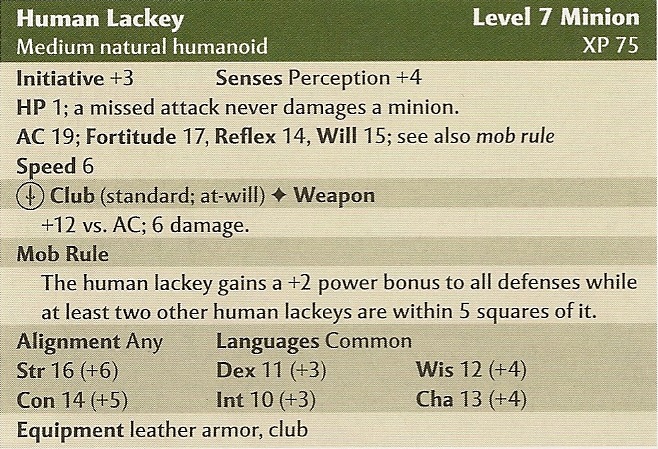 Human Lackey Level 7 Minion
Medium natural humanoid XP 75
Initiative +3 Senses Perception +4
HP 1; a missed attack never damages a minion.
AC 19; Fortitude 17, Reflex 14, Will 15; see also mob rule
Speed 6
Club (standard; at-will) ✦ Weapon
+12 vs. AC; 6 damage.
Mob Rule
The human lackey gains a +2 power bonus to all defenses while
at least two other human lackeys are within 5 squares of it.
Alignment Any Languages Common
Str 16 (+6) Dex 11 (+3) Wis 12 (+4)
Con 14 (+5) Int 10 (+3) Cha 13 (+4)
Equipment leather armor, club